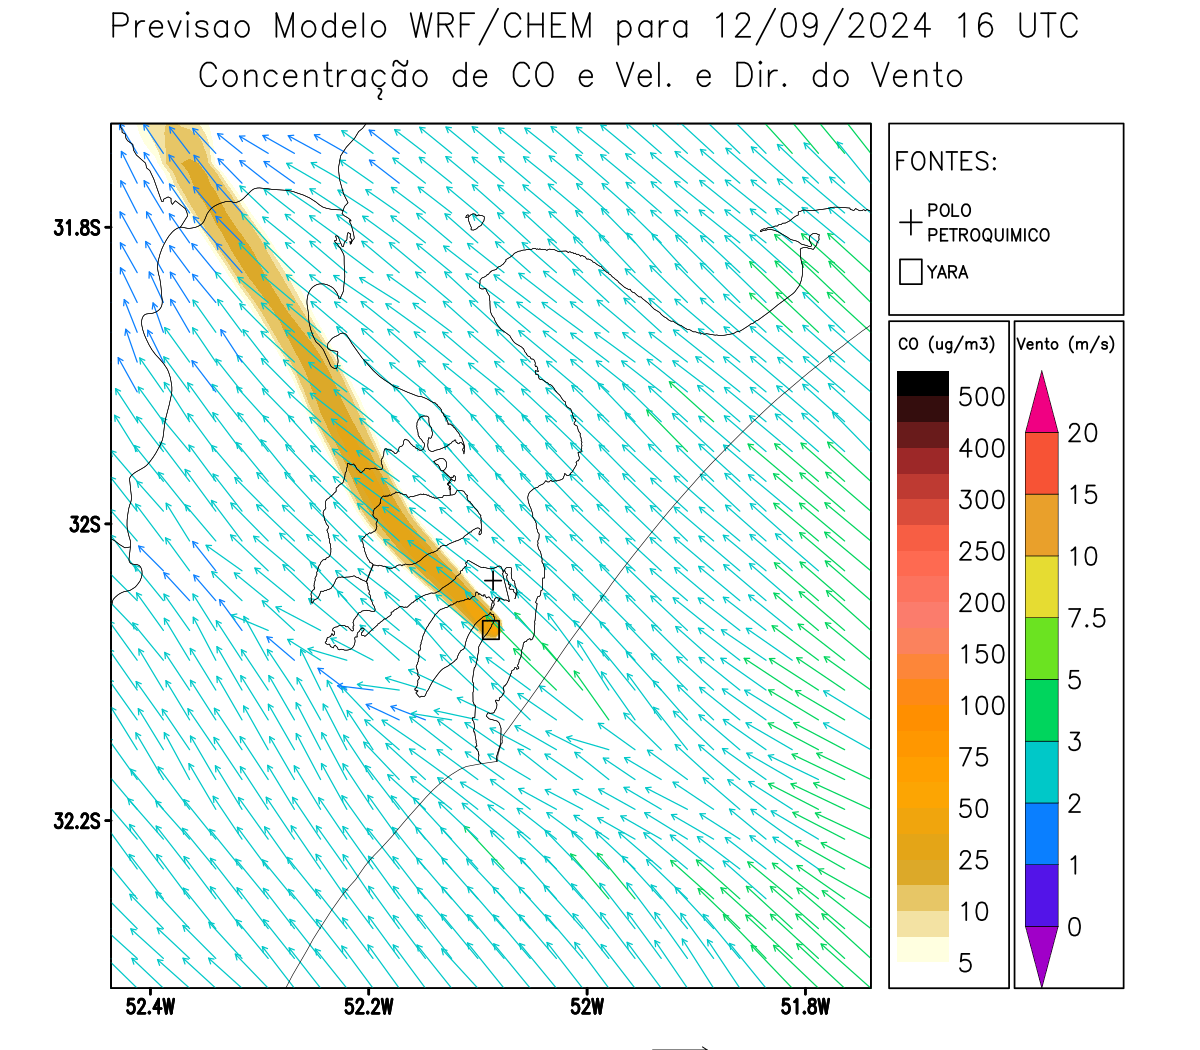 Previsao Modelo WRF/CHEM para 12/09/2024 16 UTC
Concentração de CO e Vel. e Dir. do Vento
FONTES:
POLO
PETROQUIMICO
YARA
CO (ug/m3)
500
400
300
250
200
150
100
75
50
25
10
5
Vento (m/s)
20
15
10
7.5
5
3
2
1
0
31.8S
32S
32.2S
52.4W
52.2W
52W
51.8W